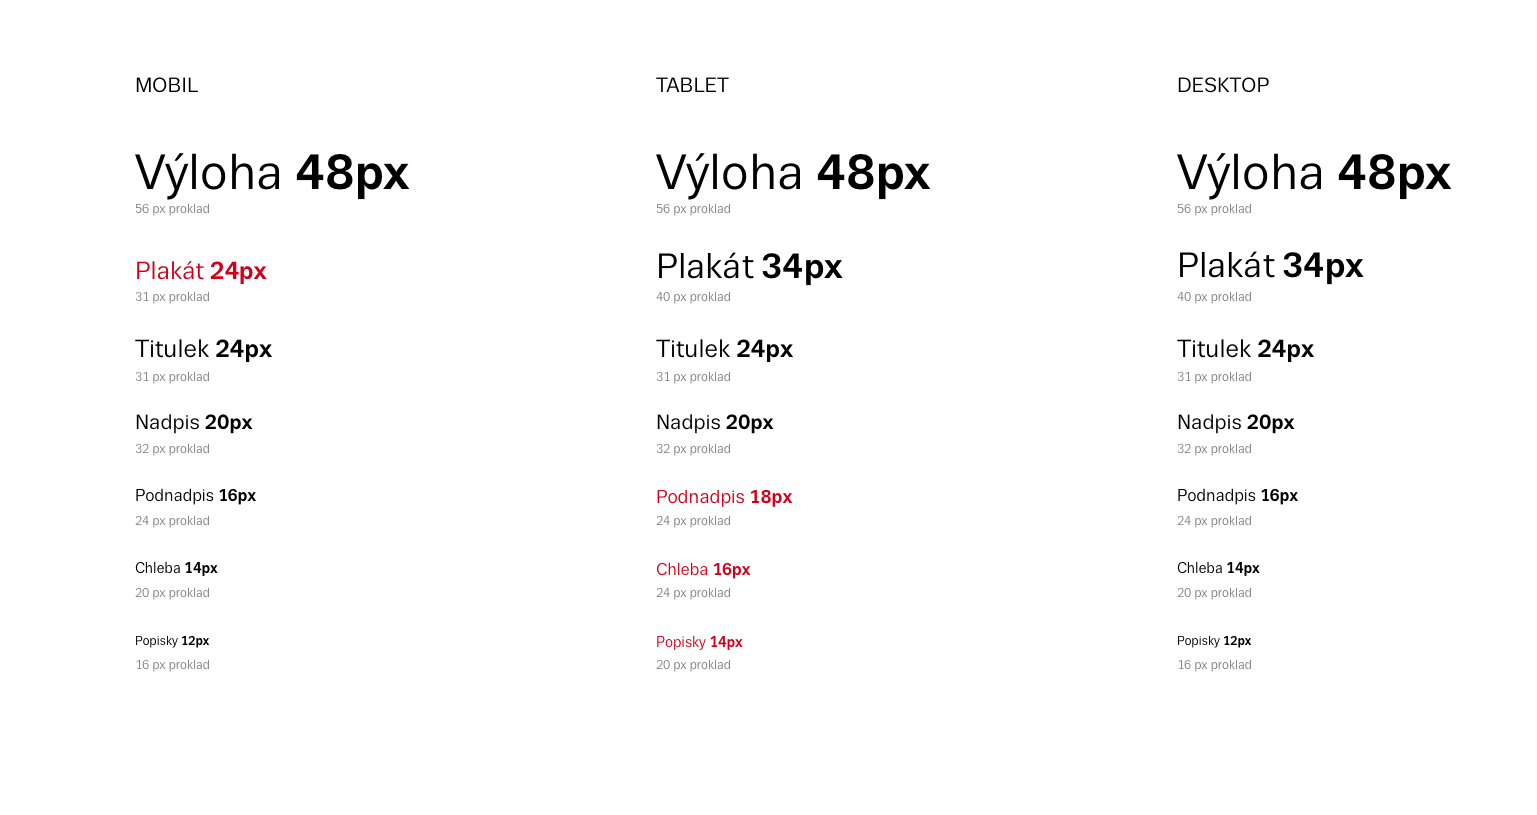 MOBIL
Výloha 48px
56 px proklad
Plakát 24px
31 px proklad
Titulek 24px
31 px proklad
Nadpis 20px
32 px proklad
Podnadpis 16px
24 px proklad
Chleba 14px
20 px proklad
Popisky 12px
16 px proklad
TABLET
Výloha 48px
56 px proklad
Plakát 34px
40 px proklad
Titulek 24px
31 px proklad
Nadpis 20px
32 px proklad
Podnadpis 18px
24 px proklad
Chleba 16px
24 px proklad
Popisky 14px
20 px proklad
DESKTOP
Výloha 48px
56 px proklad
Plakát 34px
40 px proklad
Titulek 24px
31 px proklad
Nadpis 20px
32 px proklad
Podnadpis 16px
24 px proklad
Chleba 14px
20 px proklad
Popisky 12px
16 px proklad